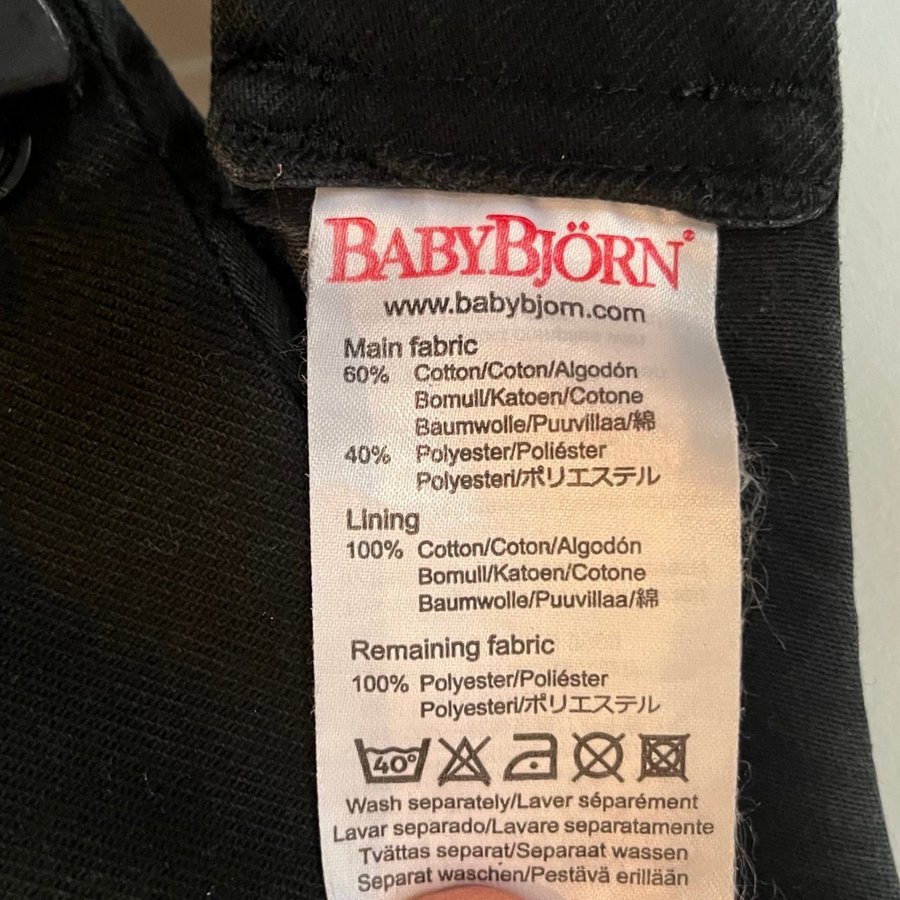 BABYBJÖRN®
www.babybjorn.com
Main fabric
60% Cotton/Coton/Algodón
Bomull/Katoen/Cotone
Baumwolle/Puuvillaa/綿
40% Polyester/Poliéster
Polyesteri/ポリエステル
Lining
100% Cotton/Coton/Algodón
Bomull/Katoen/Cotone
Baumwolle/Puuvillaa/綿
Remaining fabric
100% Polyester/Poliéster
Polyesteri/ポリエステル
40°
Wash separately/Laver séparément
Lavar separado/Lavare separatamente
Tvättas separat/Separaat wassen
Separat waschen/Pestävä erillään